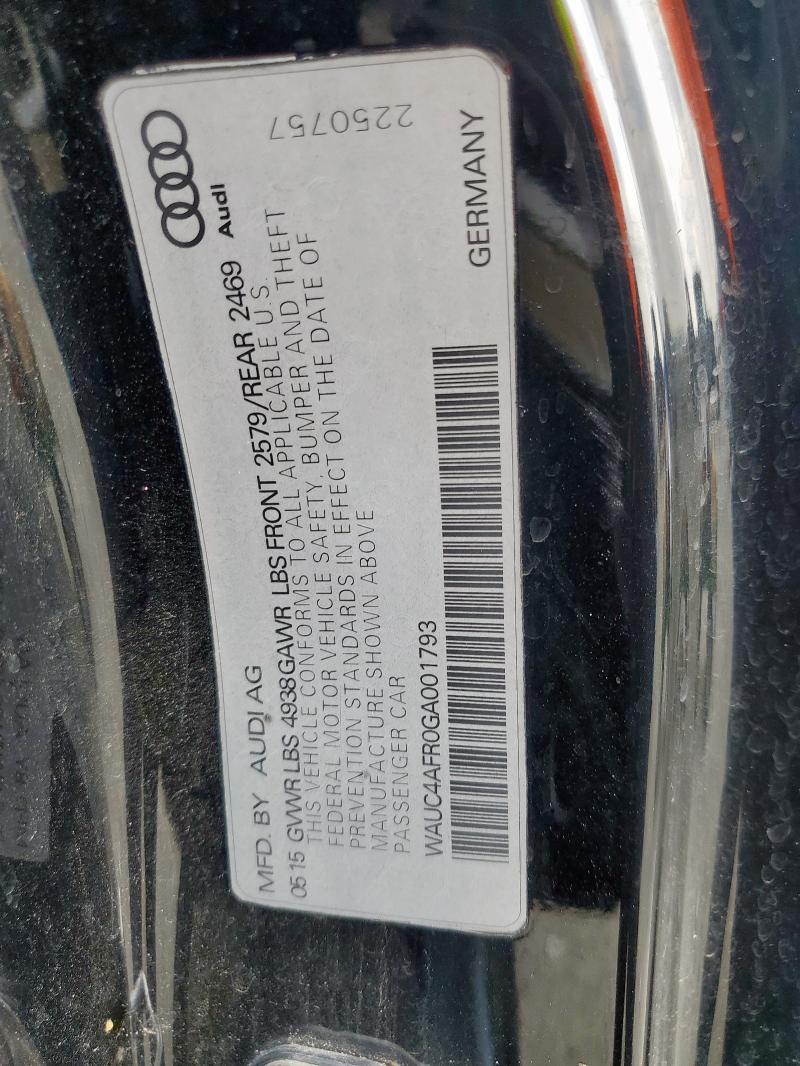 MFD. BY AUDI AG
0515 GVWR LBS 4938 GAWR LBS FRONT 2579/REAR 2469
THIS VEHICLE CONFORMS TO ALL APPLICABLE U.S.
FEDERAL MOTOR VEHICLE SAFETY, BUMPER AND THEFT
PREVENTION STANDARDS IN EFFECT ON THE DATE OF
MANUFACTURE SHOWN ABOVE
PASSENGER CAR
WAUC4AFR0GA001793
Audi
2250757
GERMANY